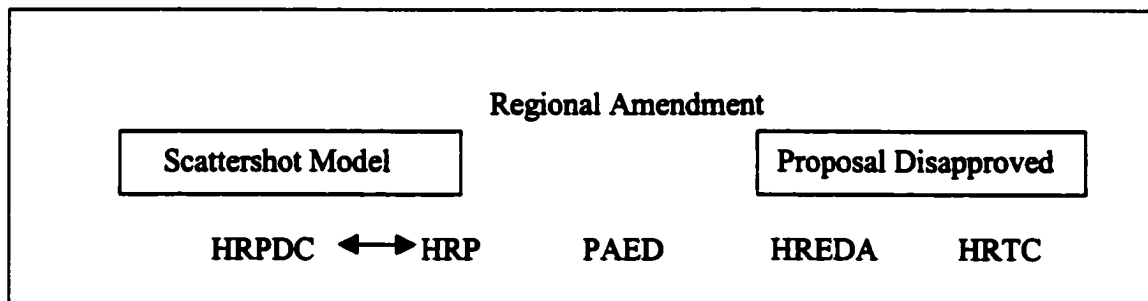 Regional Amendment
Scattershot Model Proposal Disapproved
HRPDC HRP PAED HREDA HRTC